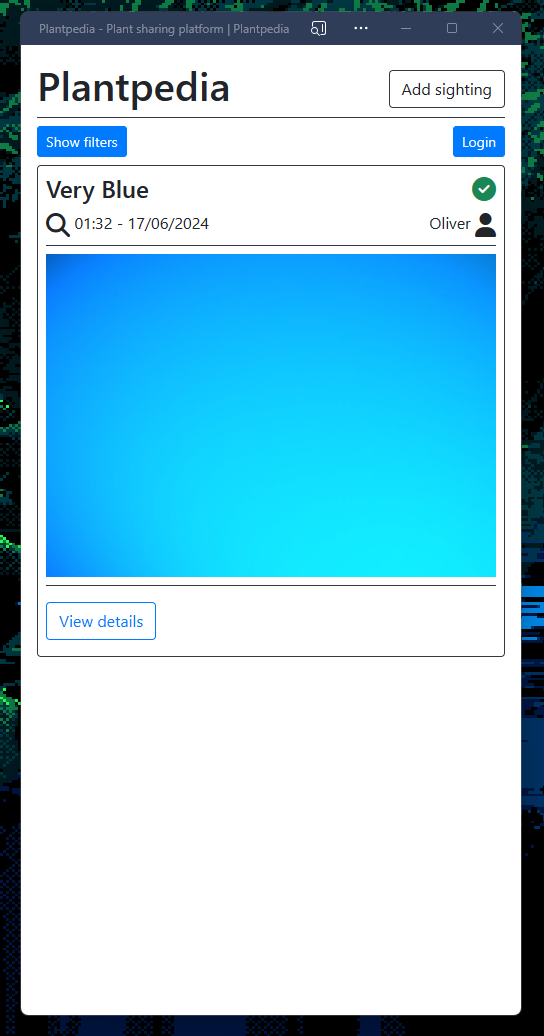 Plantpedia - Plant sharing platform | Plantpedia
Plantpedia
Add sighting
Show filters
Login
Very Blue
01:32 - 17/06/2024
Oliver
View details